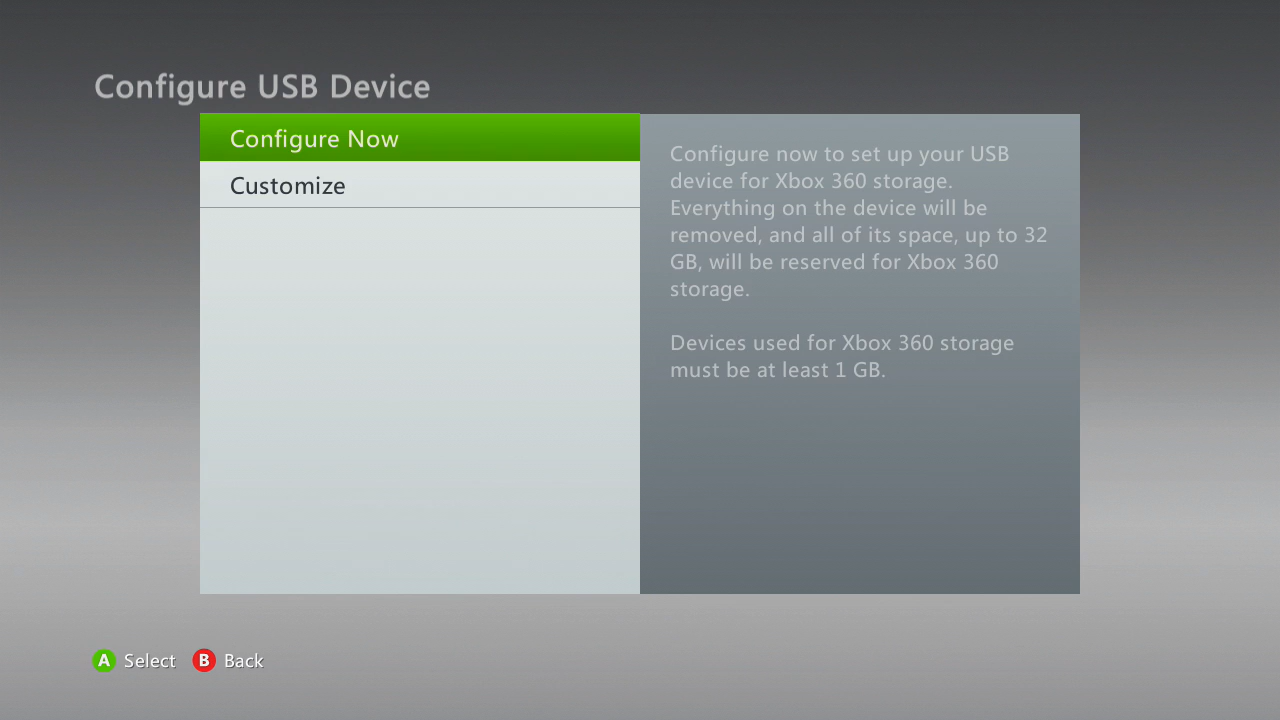 Configure USB Device
Configure Now
Customize
Configure now to set up your USB
device for Xbox 360 storage.
Everything on the device will be
removed, and all of its space, up to 32
GB, will be reserved for Xbox 360
storage.
Devices used for Xbox 360 storage
must be at least 1 GB.
A Select B Back